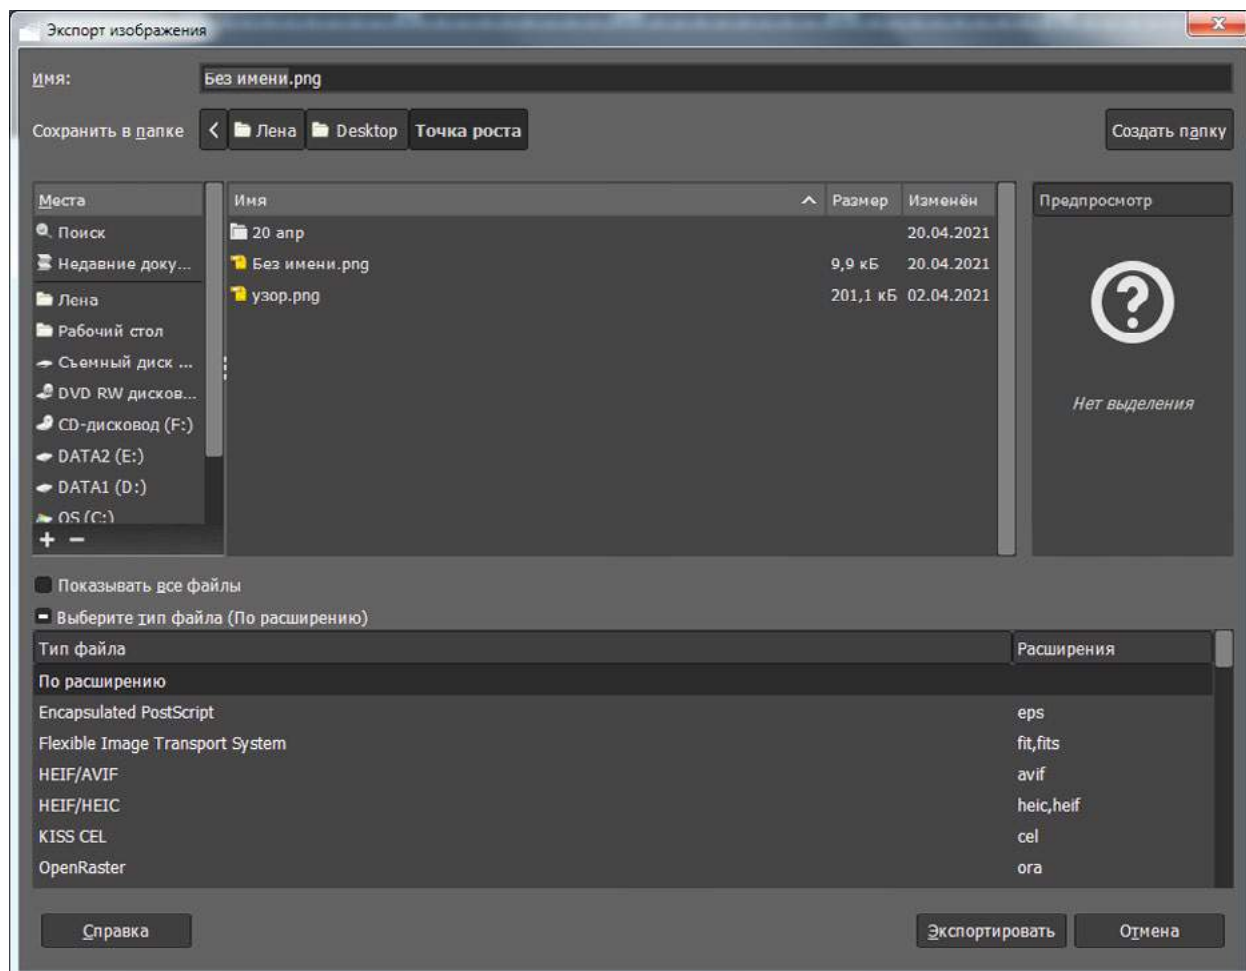 Экспорт изображения
Имя: Без имени.png
Сохранить в папке < Лена Desktop Точка роста Создать папку
Места Имя Размер Изменён Предпросмотр
Поиск 20 апр 20.04.2021
Недавние доку... Без имени.png 9,9 кБ 20.04.2021
Лена узор.png 201,1 кБ 02.04.2021
Рабочий стол
Съемный диск ...
DVD RW дисков... Нет выделения
CD-дисковод (F:)
DATA2 (E:)
DATA1 (D:)
OS (C:)
Показывать все файлы
Выберите тип файла (По расширению)
Тип файла Расширения
По расширению
Encapsulated PostScript eps
Flexible Image Transport System fit,fits
HEIF/AVIF avif
HEIF/HEIC heic,heif
KISS CEL cel
OpenRaster ora
Справка Экспортировать Отмена